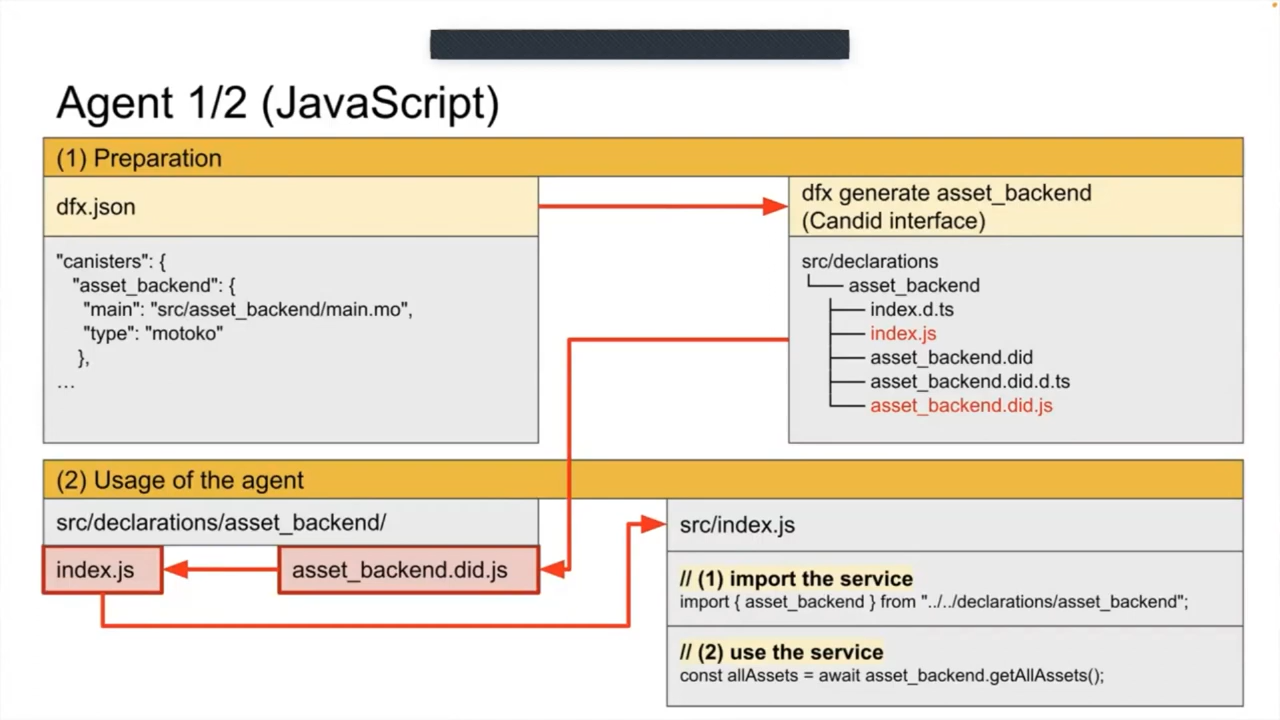 Agent 1/2 (JavaScript)
(1) Preparation
dfx.json
"canisters": {
"asset_backend": {
"main": "src/asset_backend/main.mo",
"type": "motoko"
},
…
dfx generate asset_backend
(Candid interface)
src/declarations
asset_backend
index.d.ts
index.js
asset_backend.did
asset_backend.did.d.ts
asset_backend.did.js
(2) Usage of the agent
src/declarations/asset_backend/
index.js
asset_backend.did.js
src/index.js
// (1) import the service
import { asset_backend } from "../../declarations/asset_backend";
// (2) use the service
const allAssets = await asset_backend.getAllAssets();